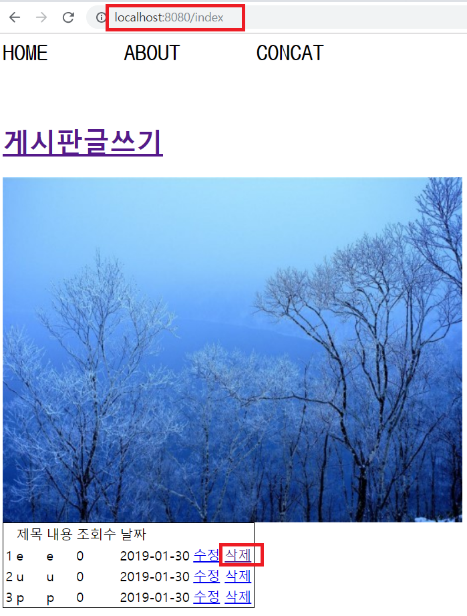 localhost:8080/index
HOME ABOUT CONCAT
게시판글쓰기
제목 내용 조회수 날짜
1 e e 0 2019-01-30 수정 삭제
2 u u 0 2019-01-30 수정 삭제
3 p p 0 2019-01-30 수정 삭제